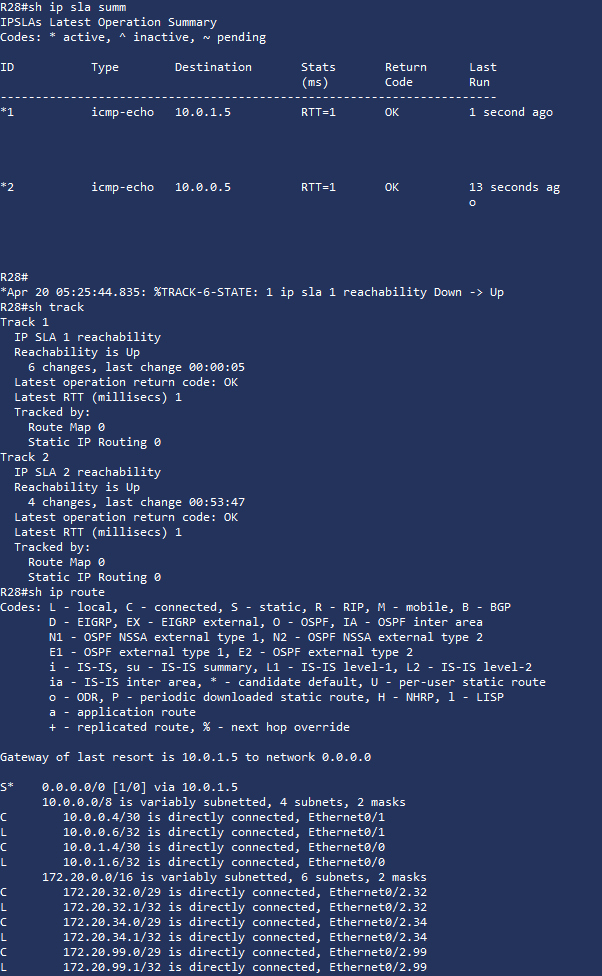 R28#sh ip sla summ
IPSLAs Latest Operation Summary
Codes: * active, ^ inactive, ~ pending
ID           Type        Destination       Stats       Return      Last
                                           (ms)        Code        Run
-----------------------------------------------------------------------
*1           icmp-echo   10.0.1.5          RTT=1       OK          1 second ago
*2           icmp-echo   10.0.0.5          RTT=1       OK          13 seconds ag
                                                                   o
R28#
*Apr 20 05:25:44.835: %TRACK-6-STATE: 1 ip sla 1 reachability Down -> Up
R28#sh track
Track 1
  IP SLA 1 reachability
  Reachability is Up
    6 changes, last change 00:00:05
  Latest operation return code: OK
  Latest RTT (millisecs) 1
  Tracked by:
    Route Map 0
    Static IP Routing 0
Track 2
  IP SLA 2 reachability
  Reachability is Up
    4 changes, last change 00:53:47
  Latest operation return code: OK
  Latest RTT (millisecs) 1
  Tracked by:
    Route Map 0
    Static IP Routing 0
R28#sh ip route
Codes: L - local, C - connected, S - static, R - RIP, M - mobile, B - BGP
       D - EIGRP, EX - EIGRP external, O - OSPF, IA - OSPF inter area
       N1 - OSPF NSSA external type 1, N2 - OSPF NSSA external type 2
       E1 - OSPF external type 1, E2 - OSPF external type 2
       i - IS-IS, su - IS-IS summary, L1 - IS-IS level-1, L2 - IS-IS level-2
       ia - IS-IS inter area, * - candidate default, U - per-user static route
       o - ODR, P - periodic downloaded static route, H - NHRP, l - LISP
       a - application route
       + - replicated route, % - next hop override
Gateway of last resort is 10.0.1.5 to network 0.0.0.0
S*    0.0.0.0/0 [1/0] via 10.0.1.5
      10.0.0.0/8 is variably subnetted, 4 subnets, 2 masks
C        10.0.0.4/30 is directly connected, Ethernet0/1
L        10.0.0.6/32 is directly connected, Ethernet0/1
C        10.0.1.4/30 is directly connected, Ethernet0/0
L        10.0.1.6/32 is directly connected, Ethernet0/0
      172.20.0.0/16 is variably subnetted, 6 subnets, 2 masks
C        172.20.32.0/29 is directly connected, Ethernet0/2.32
L        172.20.32.1/32 is directly connected, Ethernet0/2.32
C        172.20.34.0/29 is directly connected, Ethernet0/2.34
L        172.20.34.1/32 is directly connected, Ethernet0/2.34
C        172.20.99.0/29 is directly connected, Ethernet0/2.99
L        172.20.99.1/32 is directly connected, Ethernet0/2.99